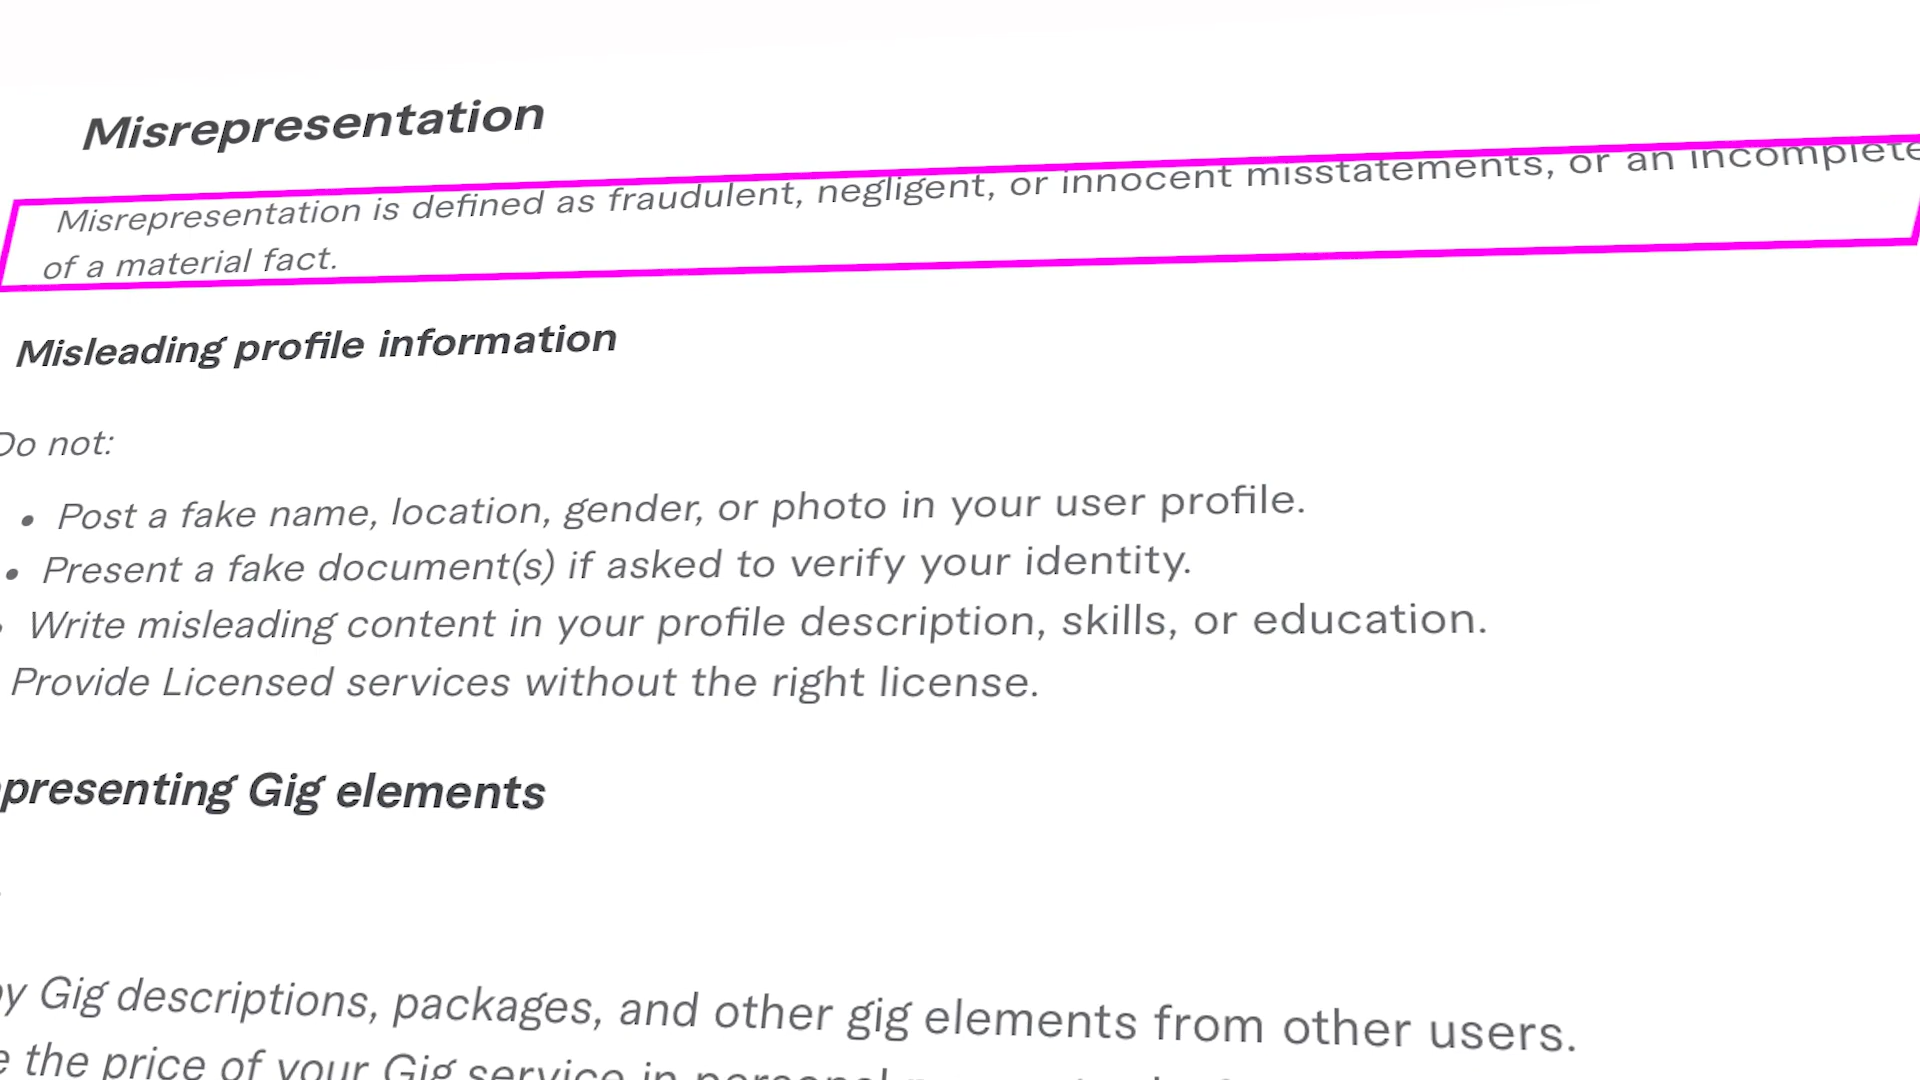 Misrepresentation
Misrepresentation is defined as fraudulent, negligent, or innocent misstatements, or an incomplete
of a material fact.
Misleading profile information
Do not:
• Post a fake name, location, gender, or photo in your user profile.
• Present a fake document(s) if asked to verify your identity.
• Write misleading content in your profile description, skills, or education.
Provide Licensed services without the right license.
presenting Gig elements
y Gig descriptions, packages, and other gig elements from other users.
e the price of your Gig service in personal